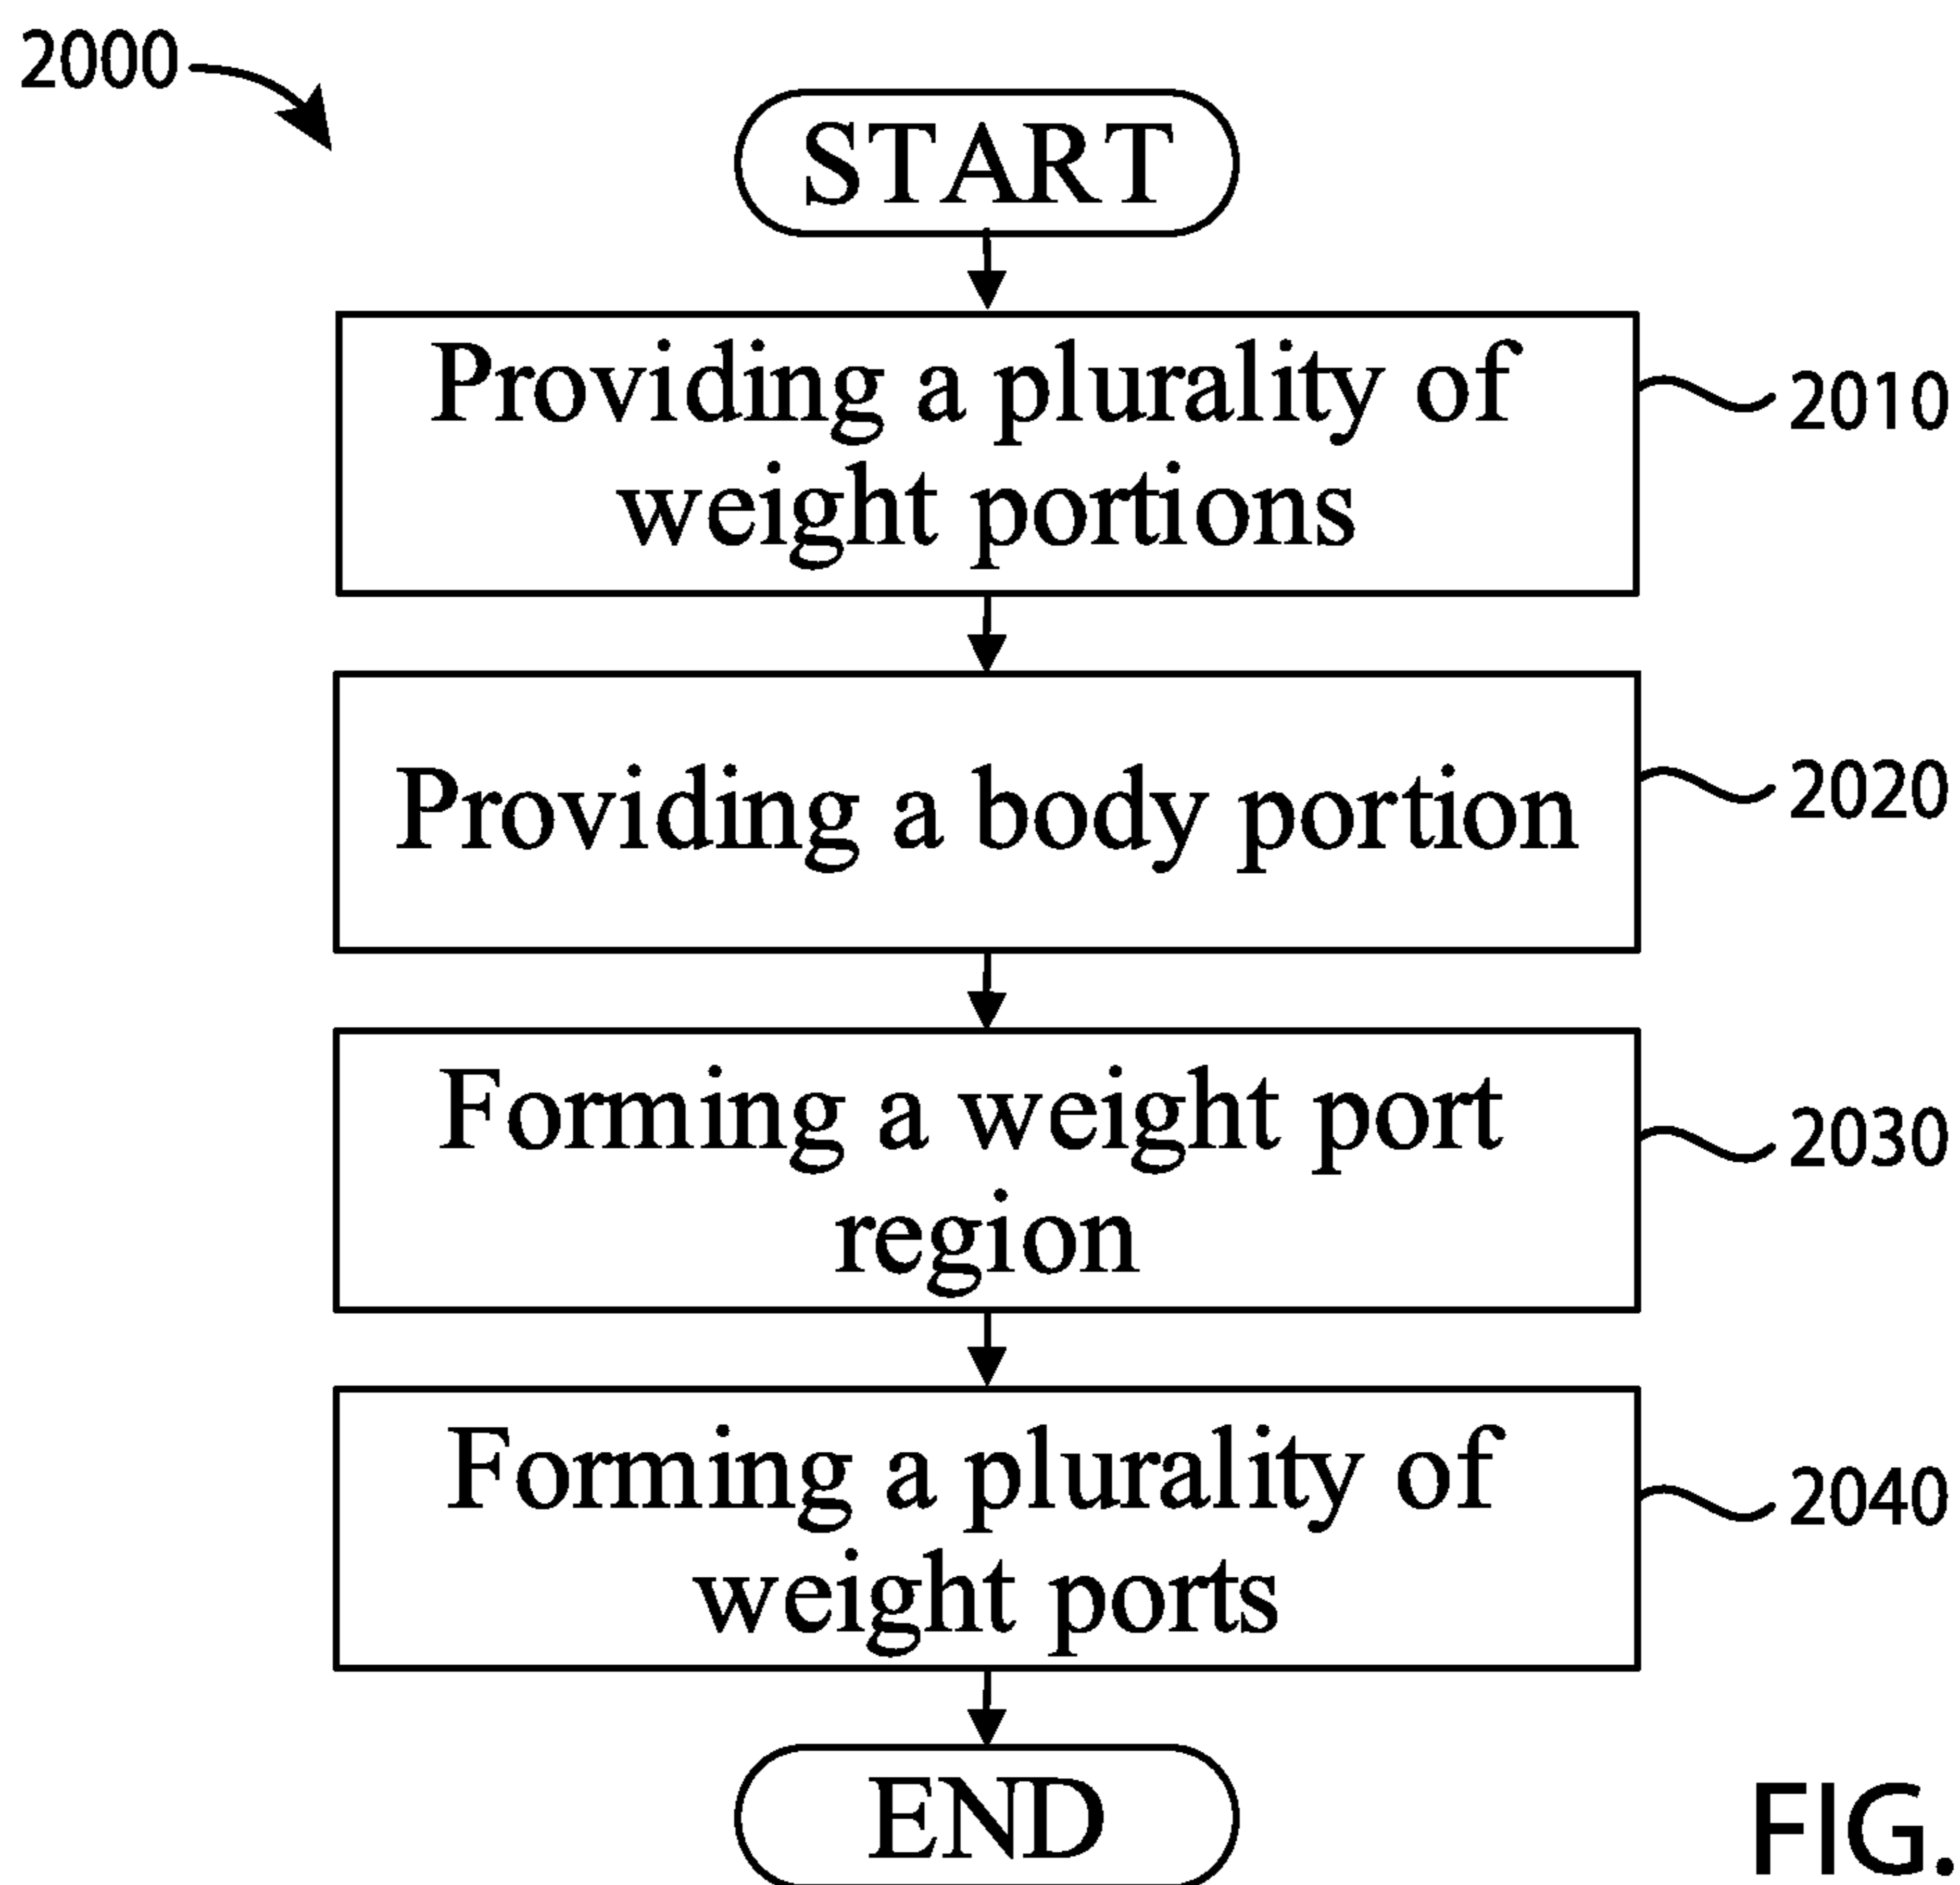 2000
START
Providing a plurality of
weight portions
2010
Providing a body portion
2020
Forming a weight port
region
2030
Forming a plurality of
weight ports
2040
END
FIG.